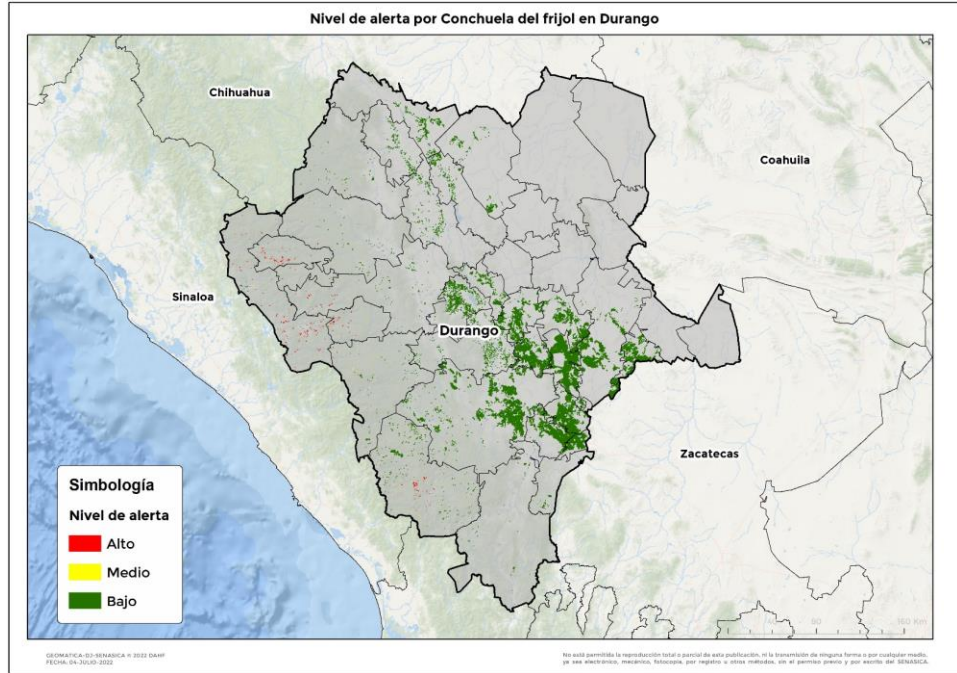 Nivel de alerta por Conchuela del frijol en Durango
Chihuahua
Coahuila
Sinaloa
Durango
Zacatecas
Simbología
Nivel de alerta
Alto
Medio
Bajo
80
160 Km
GEOMATICA-DJ-SENASICA © 2022 DAHF
FECHA: 04-JULIO-2022
No está permitida la reproducción total o parcial de esta publicación, ni la transmisión de ninguna forma o por cualquier medio,
ya sea electrónico, mecánico, fotocopia, por registro u otros métodos, sin el permiso previo y por escrito del SENASICA.